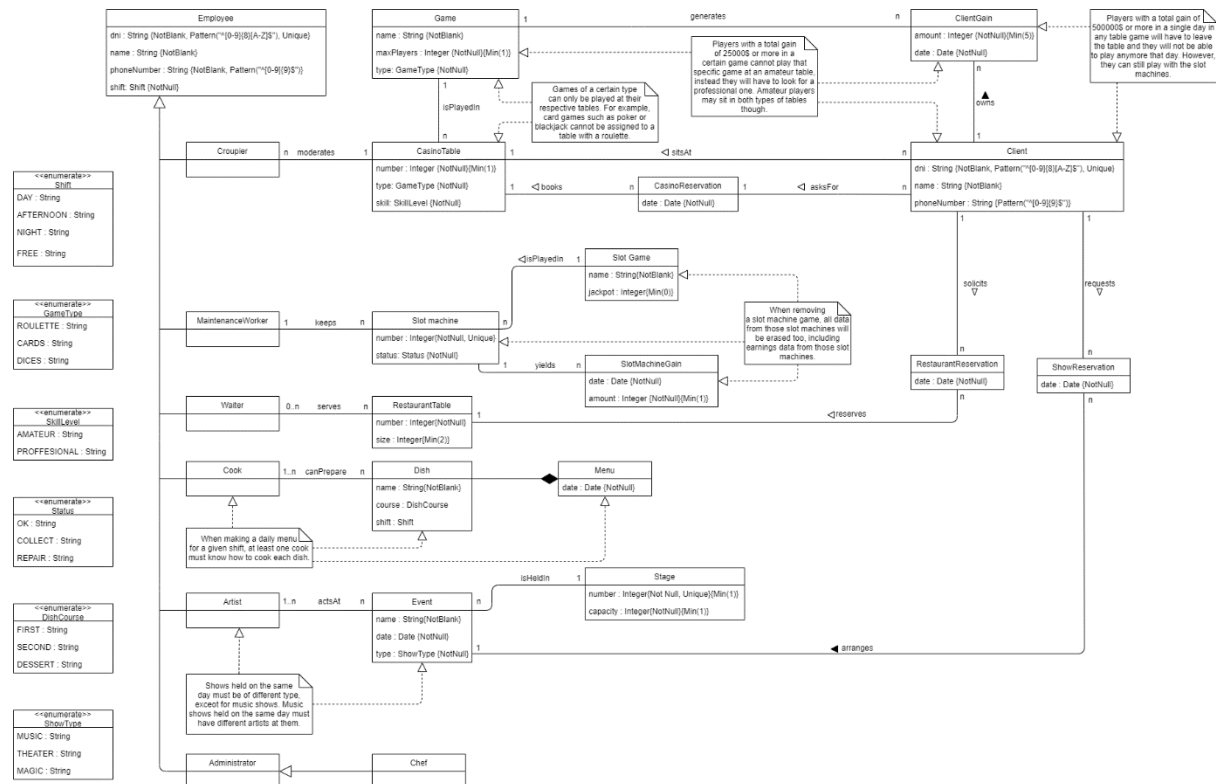 Employee
dni : String {NotBlank, Pattern("^[0-9]{8}[A-Z]$"), Unique}
name : String {NotBlank}
phoneNumber : String {NotBlank, Pattern("^[0-9]{9}$")}
shift: Shift {NotNull}
Game
name : String {NotBlank}
maxPlayers : Integer {NotNull}{Min(1)}
type : GameType {NotNull}
1
generates
n
ClientGain
amount : Integer {NotNull}{Min(5)}
date : Date {NotNull}
Players with a total gain of
500000$ or more in a single day in
any table game will have to leave
the table and they will not be able
to play anymore that day. However,
they can still play with the slot
machines.
Players with a total gain
of 25000$ or more in a
certain game cannot play that
specific game at an amateur table,
instead they will have to look for a
professional one. Amateur players
may sit in both types of tables
though.
Games of a certain type
can only be played at their
respective tables. For example,
card games such as poker or
blackjack cannot be assigned to a
table with a roulette.
1
isPlayedIn
n
n
owns
1
Croupier
n moderates 1
CasinoTable
number : Integer {NotNull}{Min(1)}
type: GameType {NotNull}
skill: SkillLevel {NotNull}
1
sitsAt
n
1
books
n
CasinoReservation
date : Date {NotNull}
1
asksFor
n
Client
dni : String {NotBlank, Pattern("^[0-9]{8}[A-Z]$"), Unique}
name : String {NotBlank}
phoneNumber : String {Pattern("^[0-9]{9}$")}
1
1
<<enumerate>>
Shift
DAY : String
AFTERNOON : String
NIGHT : String
FREE : String
isPlayedIn
1
n
Slot Game
name : String{NotBlank}
jackpot : Integer{Min(0)}
solicits
requests
<<enumerate>>
GameType
ROULETTE : String
CARDS : String
DICES : String
MaintenanceWorker
1 keeps n
Slot machine
number : Integer{NotNull, Unique}
status: Status {NotNull}
When removing
a slot machine game, all data
from those slot machines will
be erased too, including
earnings data from those slot
machines.
1 yields n
SlotMachineGain
date : Date {NotNull}
amount : Integer {NotNull}{Min(1)}
n
RestaurantReservation
date : Date {NotNull}
n
n
ShowReservation
date : Date {NotNull}
n
<<enumerate>>
SkillLevel
AMATEUR : String
PROFFESIONAL : String
Waiter
0..n serves n
RestaurantTable
number : Integer{NotNull}
size : Integer{Min(2)}
1
reserves
Cook
1..n canPrepare n
Dish
name : String{NotBlank}
course : DishCourse
shift : Shift
Menu
date : Date {NotNull}
<<enumerate>>
Status
OK : String
COLLECT : String
REPAIR : String
When making a daily menu
for a given shift, at least one cook
must know how to cook each dish.
isHeldIn
1
n
Stage
number : Integer{Not Null, Unique}{Min(1)}
capacity : Integer{NotNull}{Min(1)}
<<enumerate>>
DishCourse
FIRST : String
SECOND : String
DESSERT : String
Artist
1..n actsAt n
Event
name : String{NotBlank}
date : Date {NotNull}
type : ShowType {NotNull}
1
arranges
Shows held on the same
day must be of different type,
exceot for music shows. Music
shows held on the same day must
have different artists at them.
<<enumerate>>
ShowType
MUSIC : String
THEATER : String
MAGIC : String
Administrator
Chef